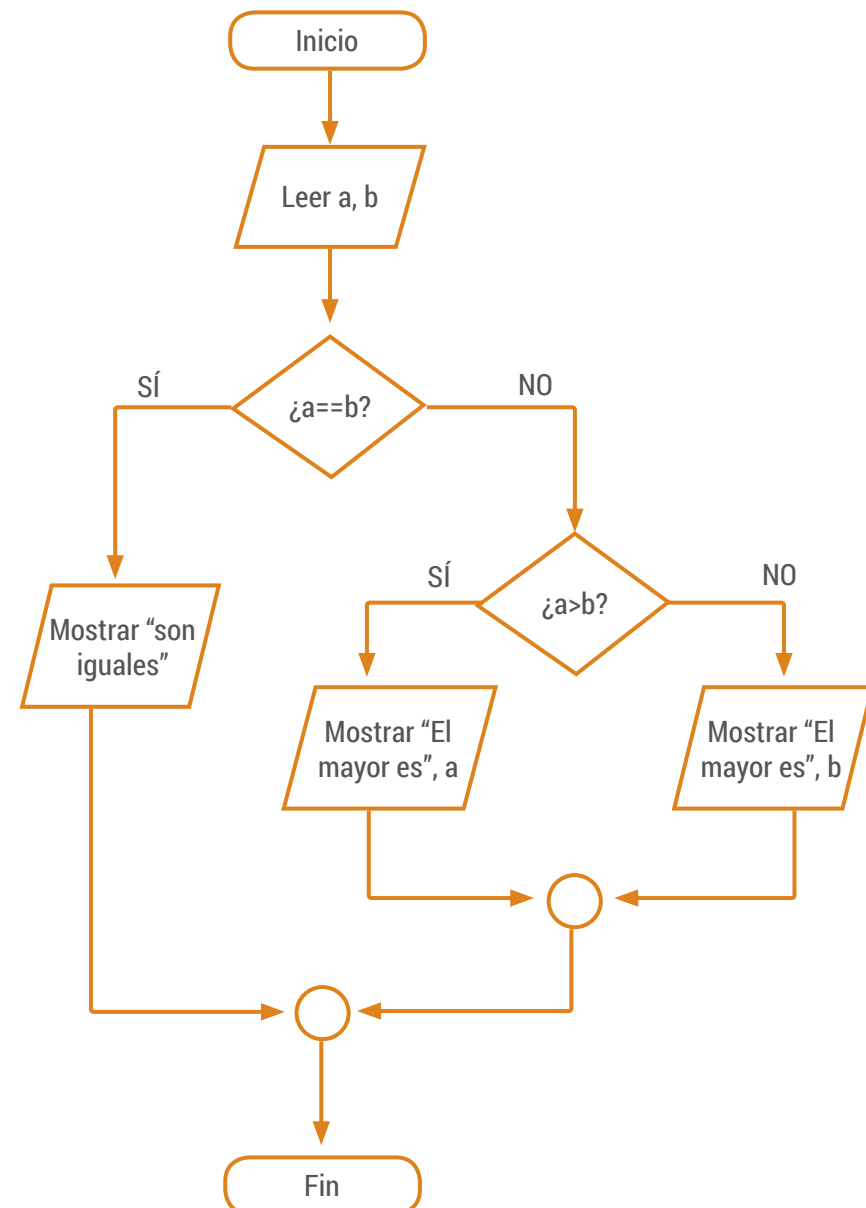 Inicio
Leer a, b
¿a==b?
SÍ
NO
Mostrar “son
iguales”
¿a>b?
SÍ
NO
Mostrar “El
mayor es”, a
Mostrar “El
mayor es”, b
Fin